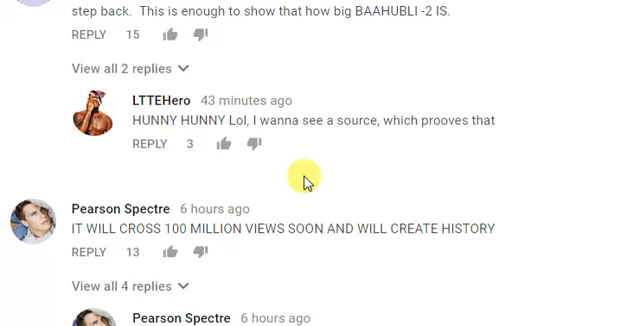 step back. This is enough to show that how big BAAHUBLI -2 IS.
REPLY 15
View all 2 replies
LTTEHero 43 minutes ago
HUNNY HUNNY Lol, I wanna see a source, which prooves that
REPLY 3
Pearson Spectre 6 hours ago
IT WILL CROSS 100 MILLION VIEWS SOON AND WILL CREATE HISTORY
REPLY 13
View all 4 replies
Pearson Spectre 6 hours ago